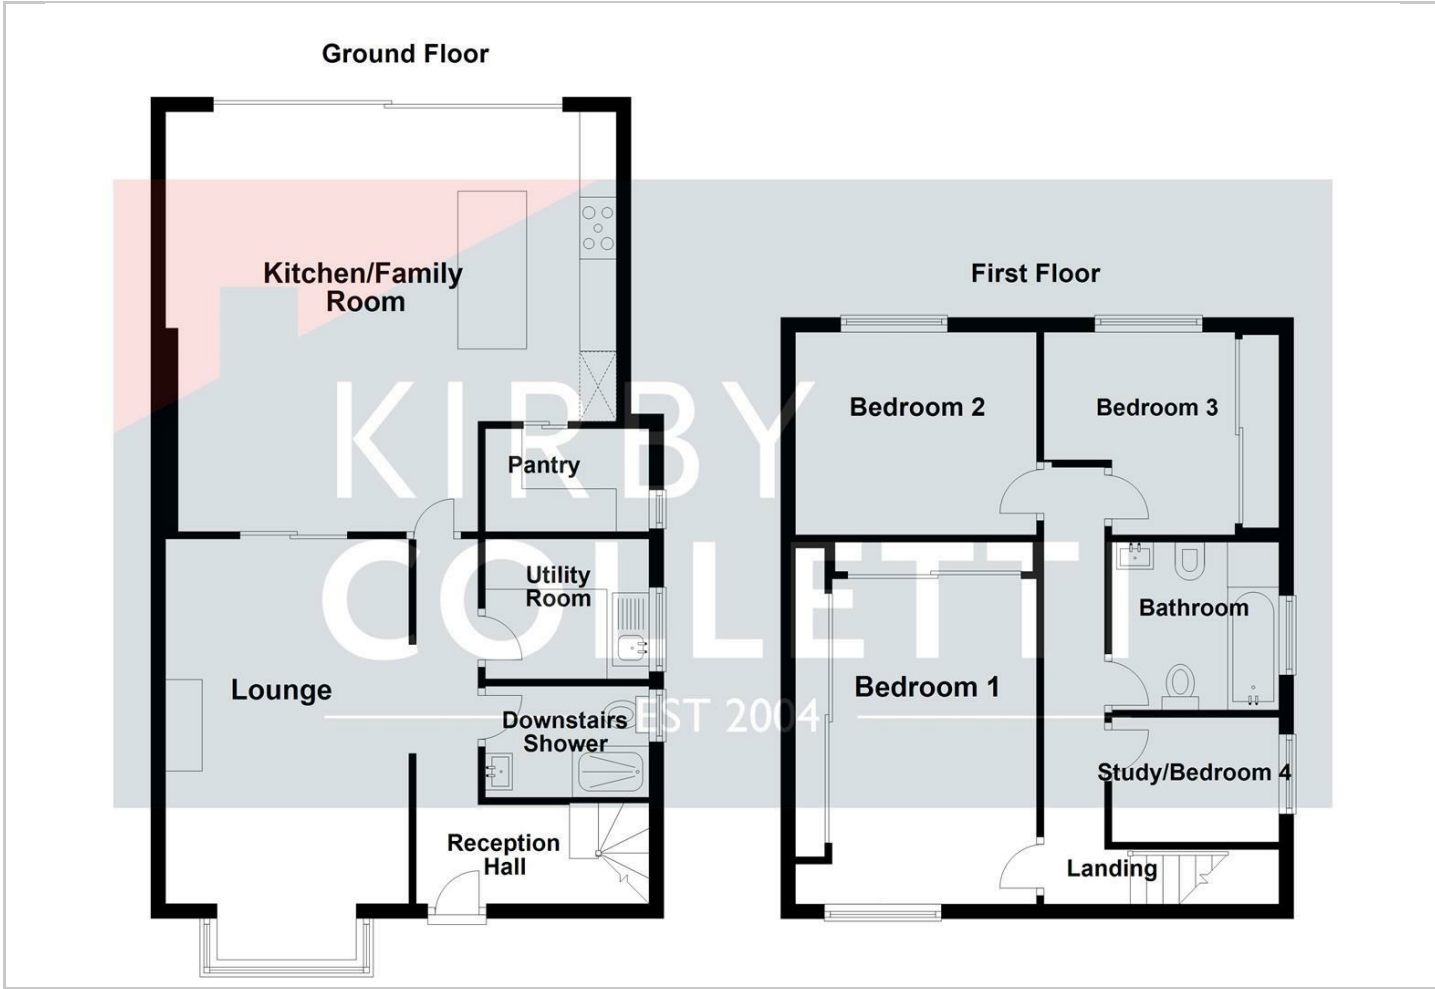 Ground Floor
Kitchen/Family
Room
Pantry
Utility
Room
Lounge
Downstairs
Shower
Reception
Hall
First Floor
Bedroom 2
Bedroom 3
Bathroom
Bedroom 1
Study/Bedroom 4
Landing
KIRBY
COLLETTI
EST 2004